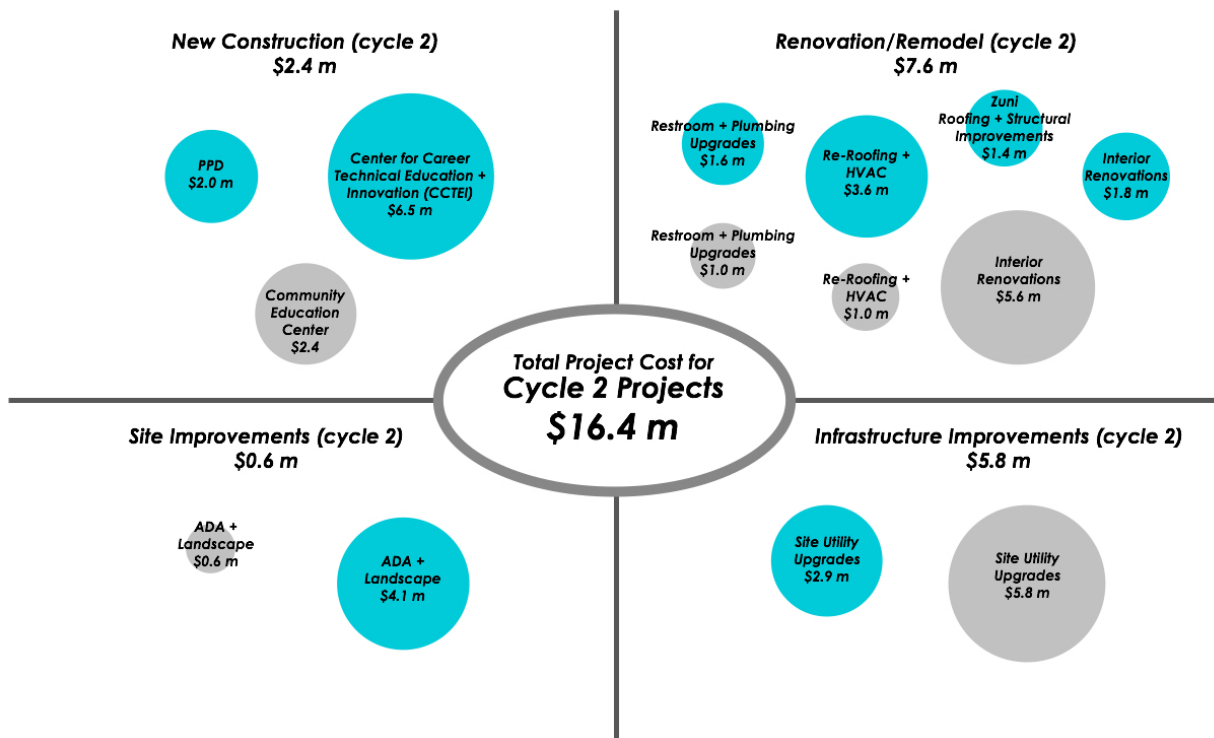 New Construction (cycle 2)
$2.4 m
PPD
$2.0 m
Center for Career
Technical Education +
Innovation (CCTEI)
$6.5 m
Community
Education
Center
$2.4
Renovation/Remodel (cycle 2)
$7.6 m
Restroom + Plumbing
Upgrades
$1.6 m
Re-Roofing +
HVAC
$3.6 m
Zuni
Roofing + Structural
Improvements
$1.4 m
Interior
Renovations
$1.8 m
Restroom + Plumbing
Upgrades
$1.0 m
Re-Roofing +
HVAC
$1.0 m
Interior
Renovations
$5.6 m
Total Project Cost for
Cycle 2 Projects
$16.4 m
Site Improvements (cycle 2)
$0.6 m
ADA +
Landscape
$0.6 m
ADA +
Landscape
$4.1 m
Infrastructure Improvements (cycle 2)
$5.8 m
Site Utility
Upgrades
$2.9 m
Site Utility
Upgrades
$5.8 m